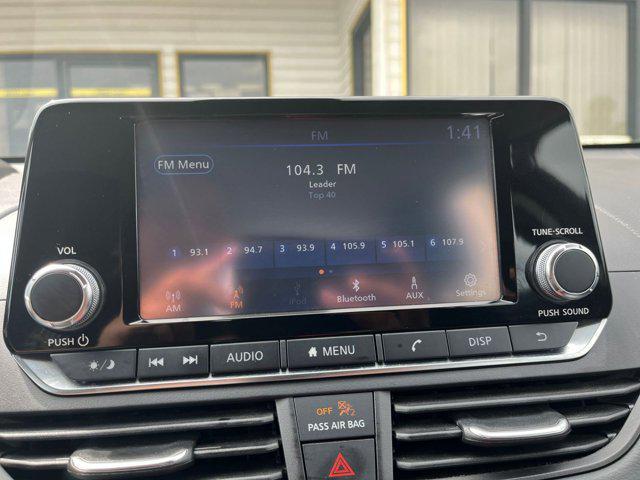 FM
1:41
FM Menu
104.3 FM
Leader
Top 40
1 93.1 2 94.7 3 93.9 4 105.9 5 105.1 6 107.9
AM FM iPod Bluetooth AUX Settings
VOL
PUSH
TUNE·SCROLL
PUSH SOUND
AUDIO MENU DISP
OFF
PASS AIR BAG